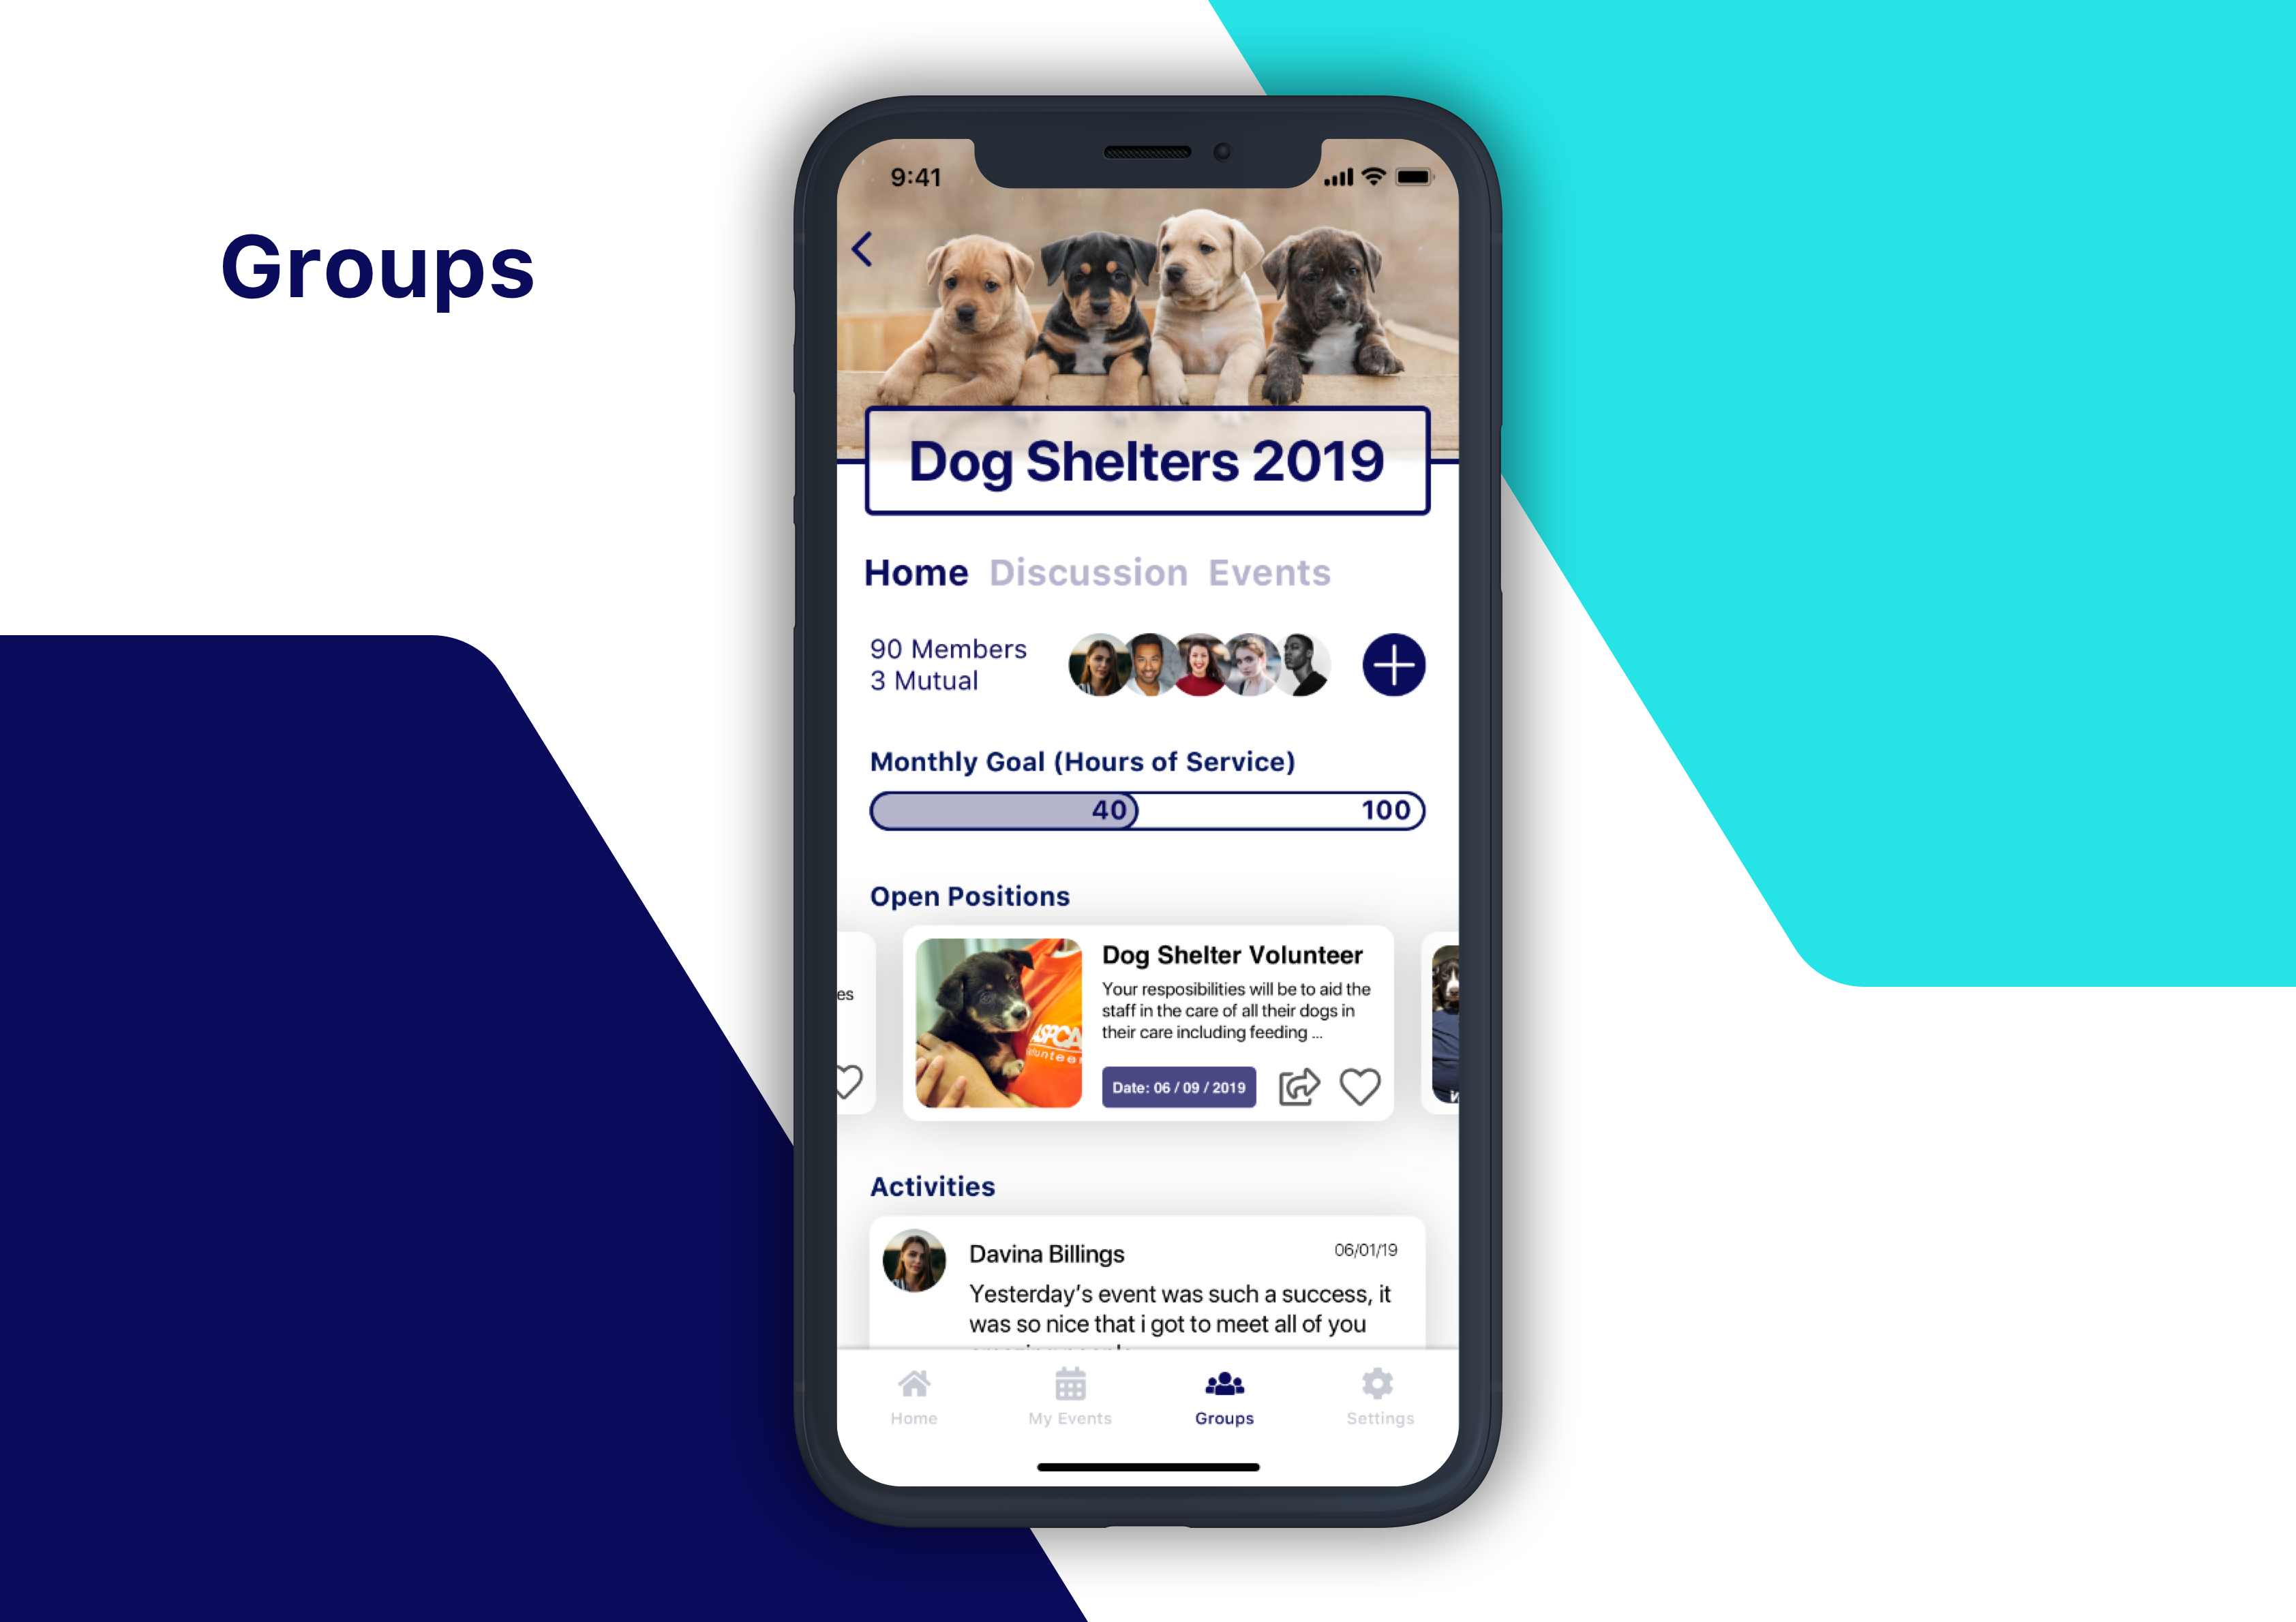 Groups
9:41
Dog Shelters 2019
Home Discussion Events
90 Members
3 Mutual
Monthly Goal (Hours of Service)
40 100
Open Positions
es
Dog Shelter Volunteer
Your resposibilities will be to aid the
staff in the care of all their dogs in
their care including feeding ...
ASPCA
Volunteer
Date: 06 / 09 / 2019
Activities
Davina Billings 06/01/19
Yesterday's event was such a success, it
was so nice that i got to meet all of you
Home My Events Groups Settings